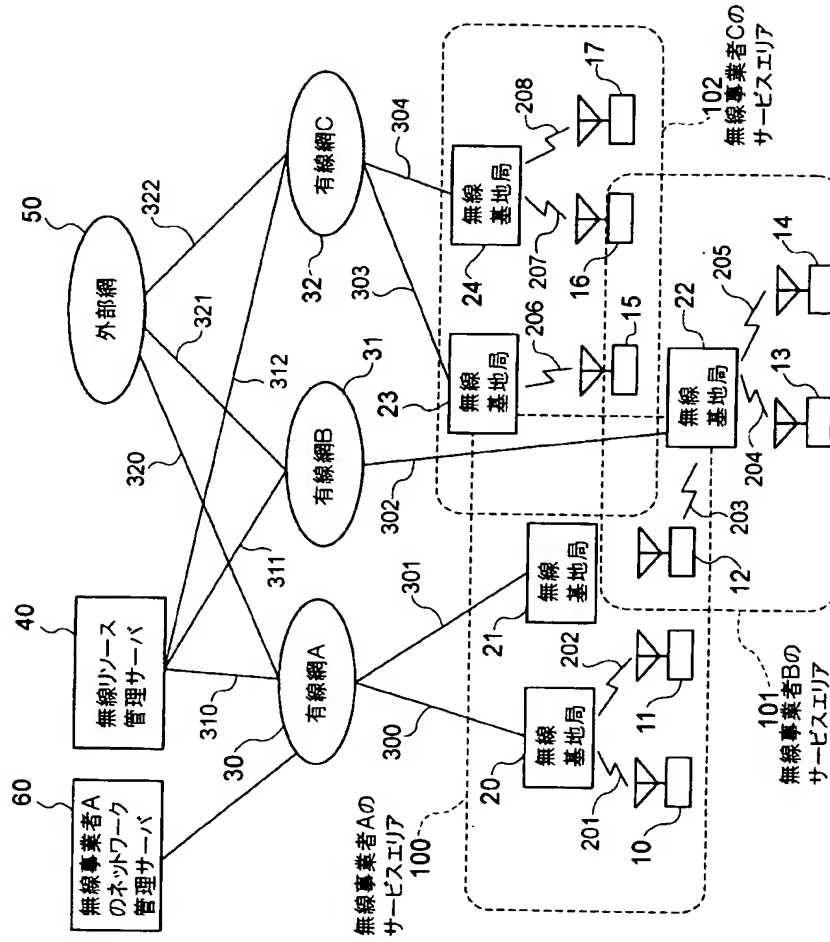 60
無線事業者A
のネットワーク
管理サーバ
40
無線リソース
管理サーバ
50
外部網
310
311
312
320
321
322
30
有線網A
有線網B
31
有線網C
32
300
301
302
303
304
無線事業者Aの
サービスエリア
100
20
無線
基地局
21
無線
基地局
23
無線
基地局
24
無線
基地局
22
無線
基地局
201
202
203
204
205
206
207
208
10
11
12
13
14
15
16
17
101
無線事業者Bの
サービスエリア
102
無線事業者Cの
サービスエリア